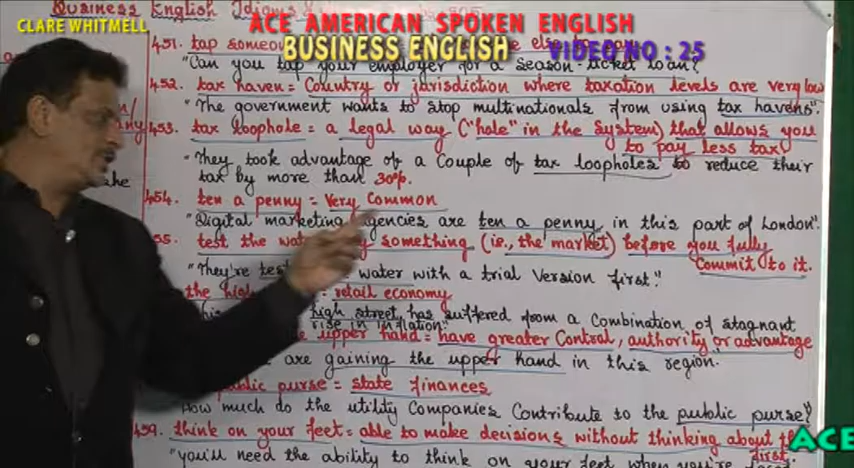 Business English Idioms
CLARE WHITMELL
ACE AMERICAN SPOKEN ENGLISH
BUSINESS ENGLISH
VIDEO NO : 25
451. tap
"Can you tap your employer for a season-ticket loan?"
452. tax haven = Country or jurisdiction where taxation levels are very low
"The government wants to stop multinationals from using tax havens".
453. tax loophole = a legal way ("hole" in the system) that allows you
to pay less tax
"They took advantage of a couple of tax loopholes to reduce their
tax by more than 30%.
454. ten a penny = Very Common
"Digital marketing agencies are ten a penny in this part of London".
55. test the something (i.e., the market) before you fully
Commit to it.
"They're water with a trial version first."
the = retail economy
high street has suffered from a combination of stagnant
rise in inflation"
upper hand = have greater Control, authority or advantage
are gaining the upper hand in this region".
public purse = state finances
How much do the utility Companies Contribute to the public purse?
459. think on your feet = able to make decisions without thinking about
first.
"you'll need the ability to think on your feet when you're
ACE